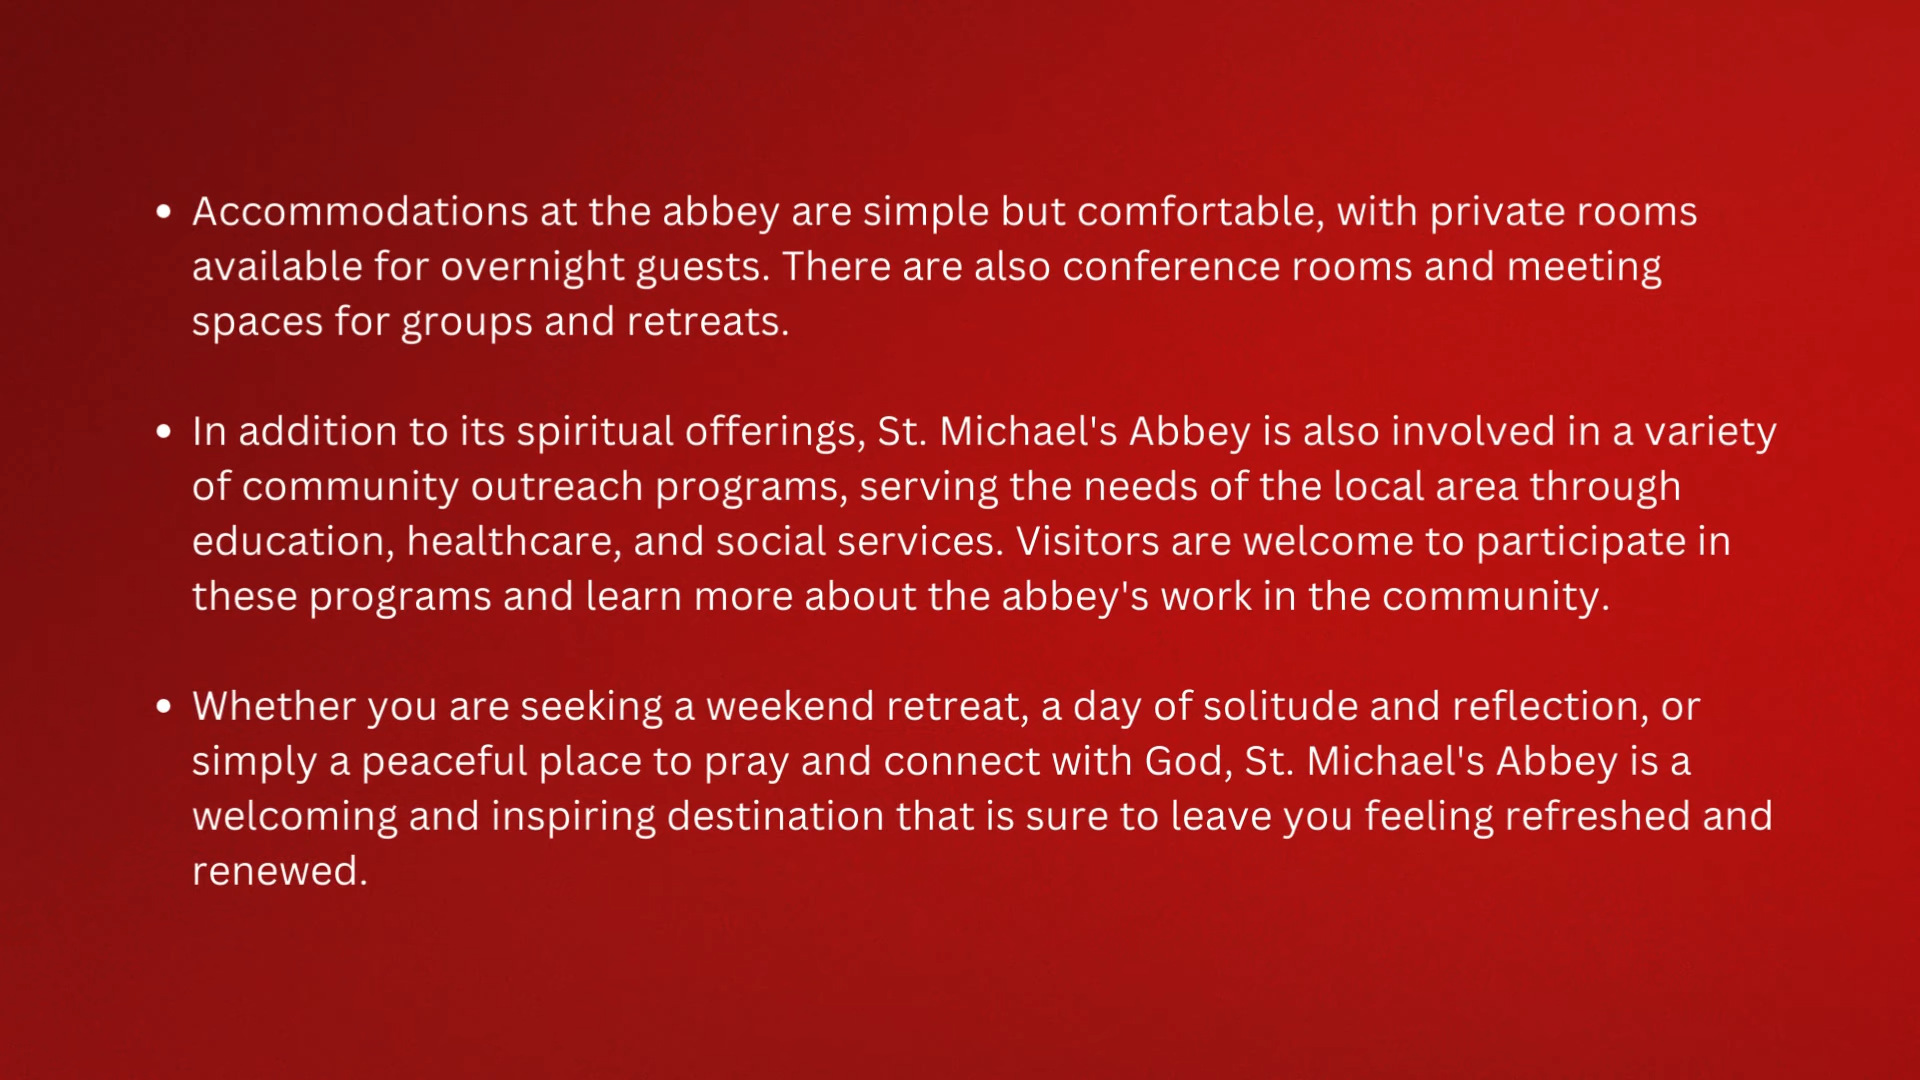 • Accommodations at the abbey are simple but comfortable, with private rooms
available for overnight guests. There are also conference rooms and meeting
spaces for groups and retreats.
• In addition to its spiritual offerings, St. Michael's Abbey is also involved in a variety
of community outreach programs, serving the needs of the local area through
education, healthcare, and social services. Visitors are welcome to participate in
these programs and learn more about the abbey's work in the community.
• Whether you are seeking a weekend retreat, a day of solitude and reflection, or
simply a peaceful place to pray and connect with God, St. Michael's Abbey is a
welcoming and inspiring destination that is sure to leave you feeling refreshed and
renewed.